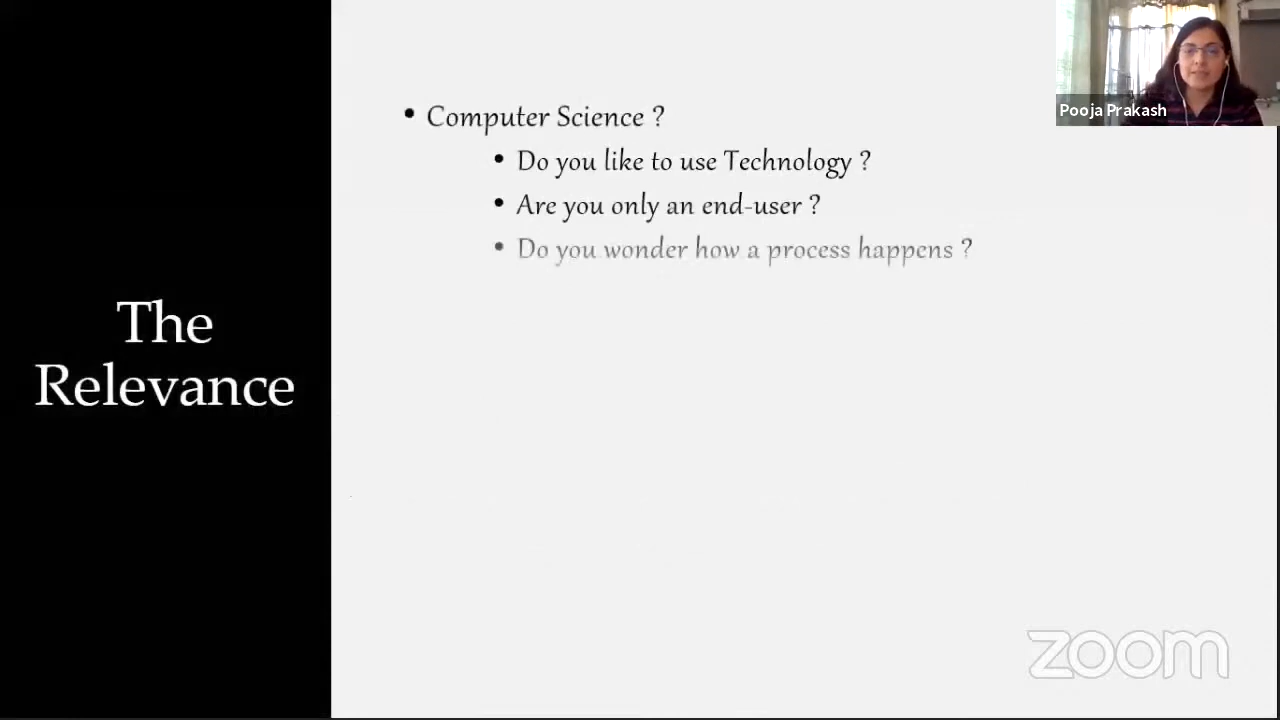 Pooja Prakash
• Computer Science ?
• Do you like to use Technology ?
• Are you only an end-user ?
• Do you wonder how a process happens ?
The
Relevance
zoom